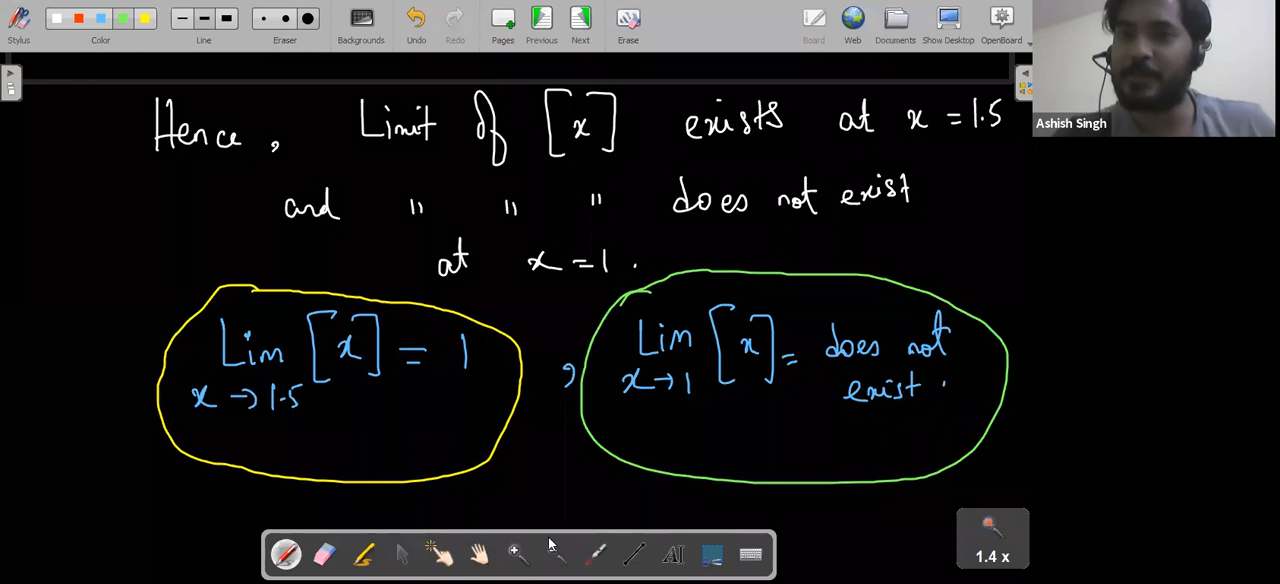 Stylus Color Line Eraser Backgrounds Undo Redo Pages Previous Next Erase Board Web Documents Show Desktop OpenBoard
Ashish Singh
Hence, Limit of [x] exists at x = 1.5
and " " " does not exist
at x = 1.
Lim [x] = 1 , Lim [x] = does not
x → 1.5 x → 1 exist.
1.4 x